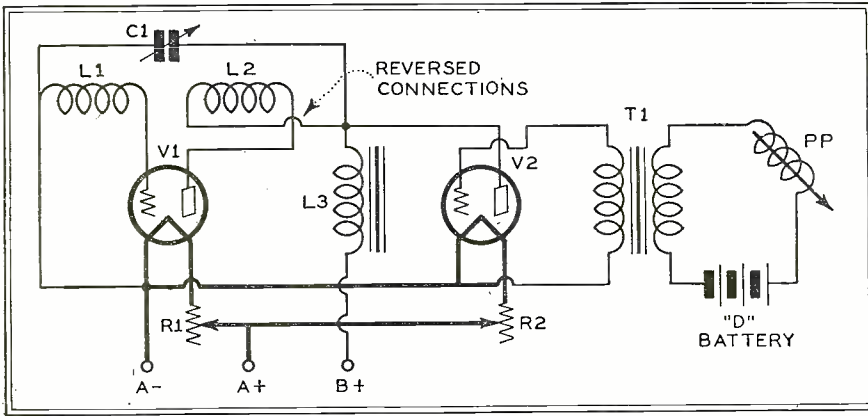 C1
L1
L2
REVERSED
CONNECTIONS
T1
PP
V1
V2
L3
R1
R2
"D"
BATTERY
A-
A+
B+